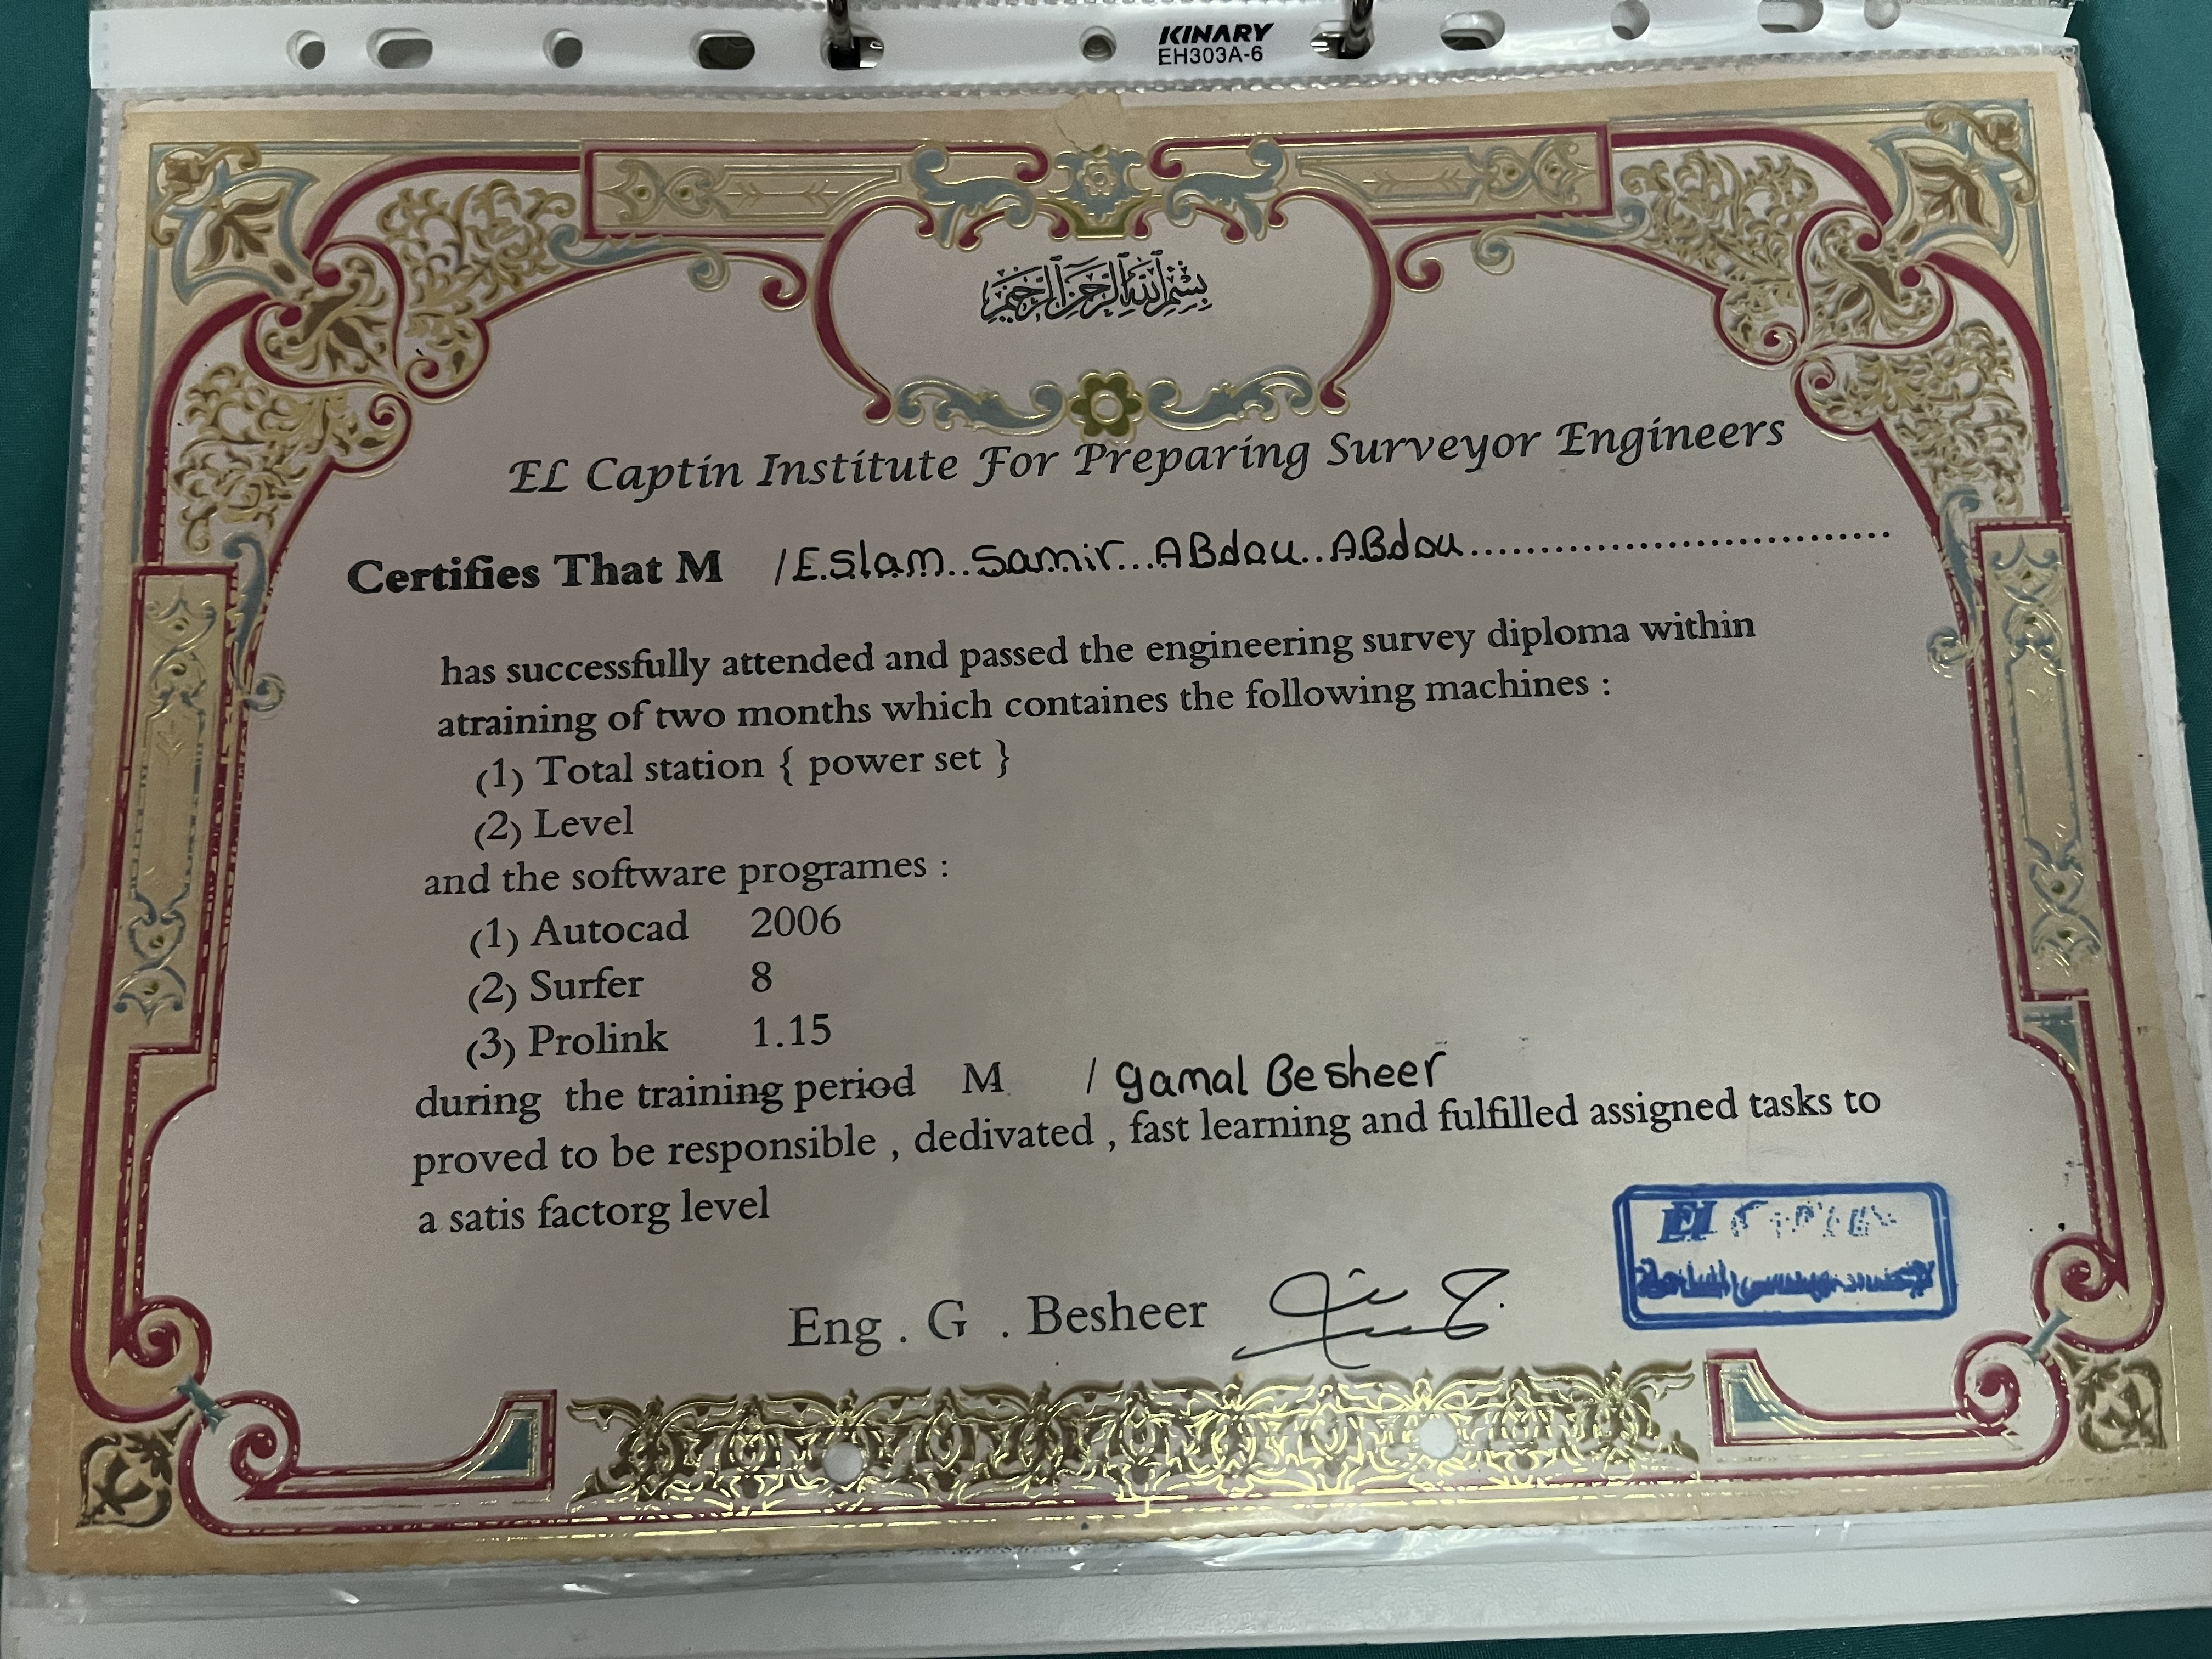 KINARY
EH303A-6
بسم الله الرحمن الرحيم
EL Captin Institute For Preparing Surveyor Engineers
Certifies That M /Eslam..Samir...ABdou..ABdou..............................
has successfully attended and passed the engineering survey diploma within
atraining of two months which containes the following machines :
(1) Total station { power set }
(2) Level
and the software programes :
(1) Autocad 2006
(2) Surfer 8
(3) Prolink 1.15
during the training period M / gamal Besheer
proved to be responsible , dedivated , fast learning and fulfilled assigned tasks to
a satis factorg level
Eng . G . Besheer
El